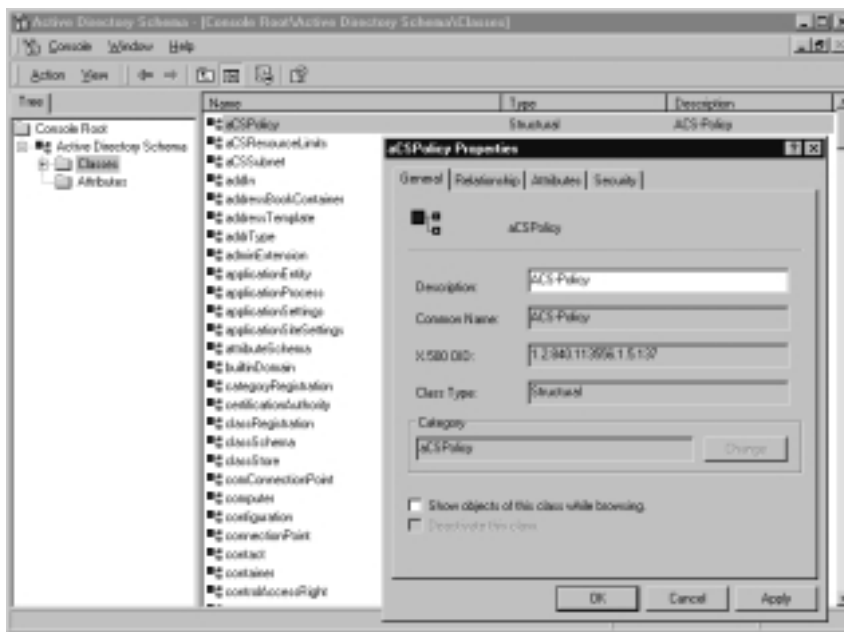 Active Directory Schema - [Console Root\Active Directory Schema\Classes]
Console Window Help
Action View
Tree
Console Root
Active Directory Schema
Classes
Attributes
Name Type Description
aCSPolicy Structural ACS-Policy
aCSResourceLimits
aCSSubnet
addIn
addressBookContainer
addressTemplate
addrType
adminExtension
applicationEntity
applicationProcess
applicationSettings
applicationSiteSettings
attributeSchema
builtinDomain
categoryRegistration
certificationAuthority
classRegistration
classSchema
classStore
comConnectionPoint
computer
configuration
connectionPoint
contact
container
controlAccessRight
aCSPolicy Properties
General Relationship Attributes Security
aCSPolicy
Description: ACS-Policy
Common Name: ACS-Policy
X.500 OID: 1.2.840.113556.1.5.137
Class Type: Structural
Category
aCSPolicy Change
Show objects of this class while browsing.
Deactivate this class.
OK Cancel Apply